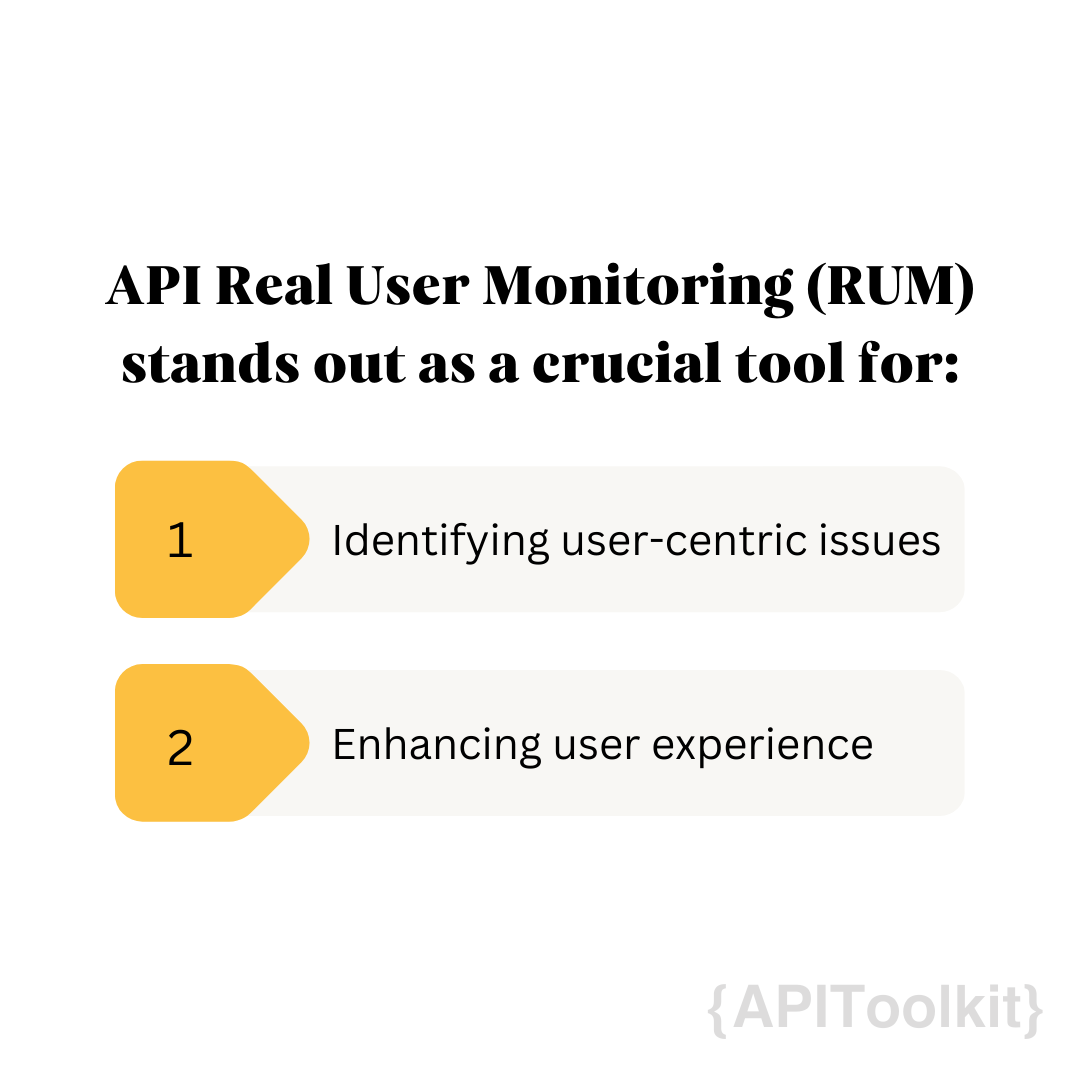 API Real User Monitoring (RUM)
stands out as a crucial tool for:
1
Identifying user-centric issues
2
Enhancing user experience
{APIToolkit}